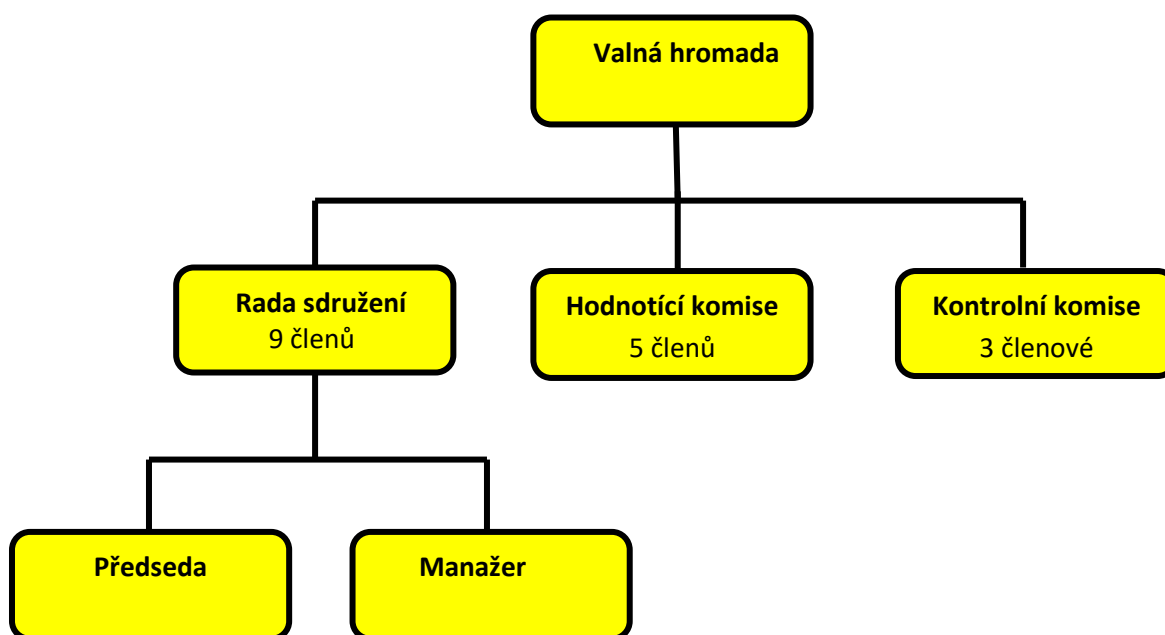 Valná hromada
Rada sdružení
9 členů
Hodnotící komise
5 členů
Kontrolní komise
3 členové
Předseda
Manažer